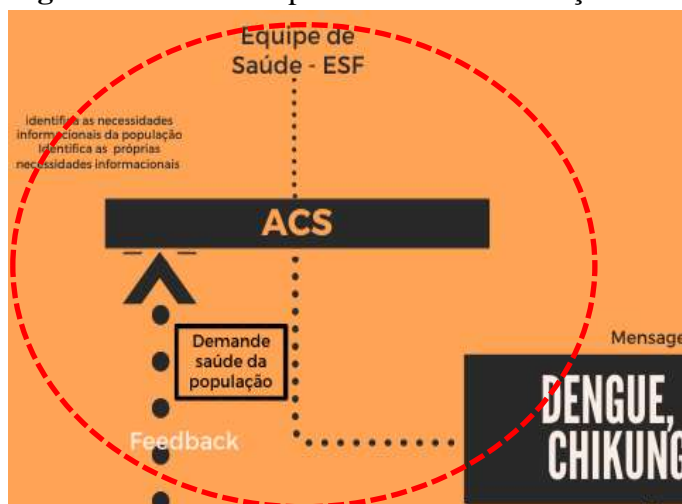 Equipe de
Saúde - ESF
identifica as necessidades
informacionais da população
Identifica as próprias
necessidades informacionais
ACS
Demande
saúde da
população
Mensage
DENGUE,
CHIKUNG
Feedback